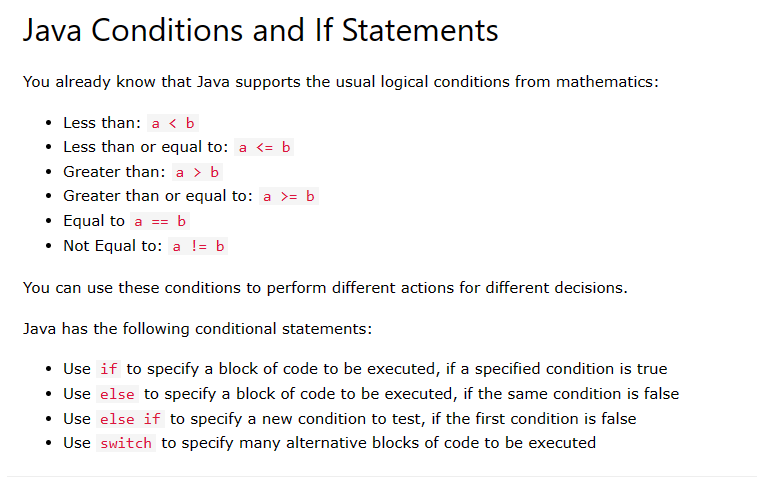 Java Conditions and If Statements
You already know that Java supports the usual logical conditions from mathematics:
• Less than: a < b
• Less than or equal to: a <= b
• Greater than: a > b
• Greater than or equal to: a >= b
• Equal to a == b
• Not Equal to: a != b
You can use these conditions to perform different actions for different decisions.
Java has the following conditional statements:
• Use if to specify a block of code to be executed, if a specified condition is true
• Use else to specify a block of code to be executed, if the same condition is false
• Use else if to specify a new condition to test, if the first condition is false
• Use switch to specify many alternative blocks of code to be executed